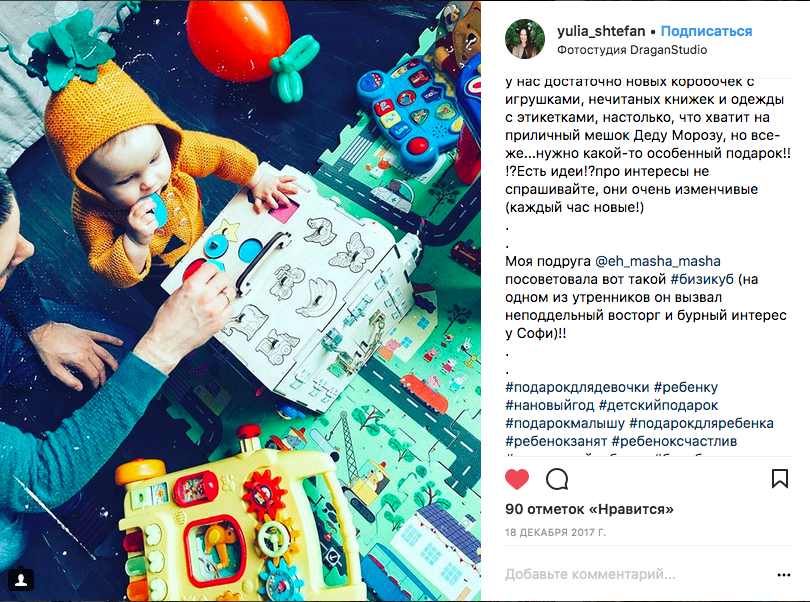 yulia_shtefan • Подписаться
Фотостудия DraganStudio
у нас достаточно новых коробочек с
игрушками, нечитаных книжек и одежды
с этикетками, настолько, что хватит на
приличный мешок Деду Морозу, но все-
же...нужно какой-то особенный подарок!!
!?Есть идеи!?про интересы не
спрашивайте, они очень изменчивые
(каждый час новые!)
.
.
Моя подруга @eh_masha_masha
посоветовала вот такой #бизикуб (на
одном из утренников он вызвал
неподдельный восторг и бурный интерес
у Софи)!!
.
.
#подарокдлядевочки #ребенку
#нановыйгод #детскийподарок
#подарокмалышу #подарокдляребенка
#ребенокзанят #ребеноксчастлив
90 отметок «Нравится»
18 ДЕКАБРЯ 2017 Г.
Добавьте комментарий...